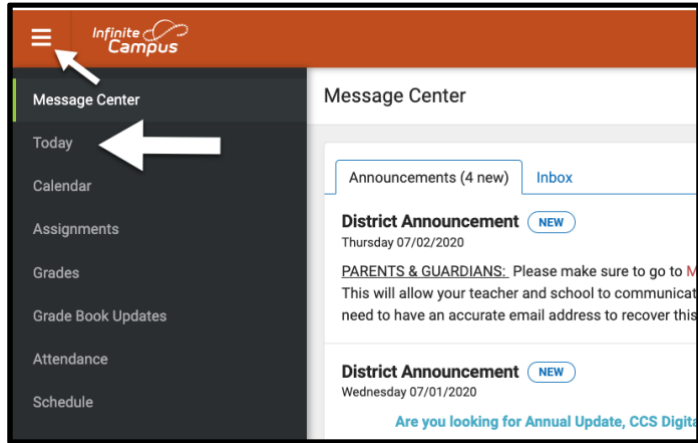 Infinite
Campus
Message Center
Today
Calendar
Assignments
Grades
Grade Book Updates
Attendance
Schedule
Message Center
Announcements (4 new) Inbox
District Announcement NEW
Thursday 07/02/2020
PARENTS & GUARDIANS: Please make sure to go to
This will allow your teacher and school to
need to have an accurate email address to recover this
District Announcement NEW
Wednesday 07/01/2020
Are you looking for Annual Update, CCS